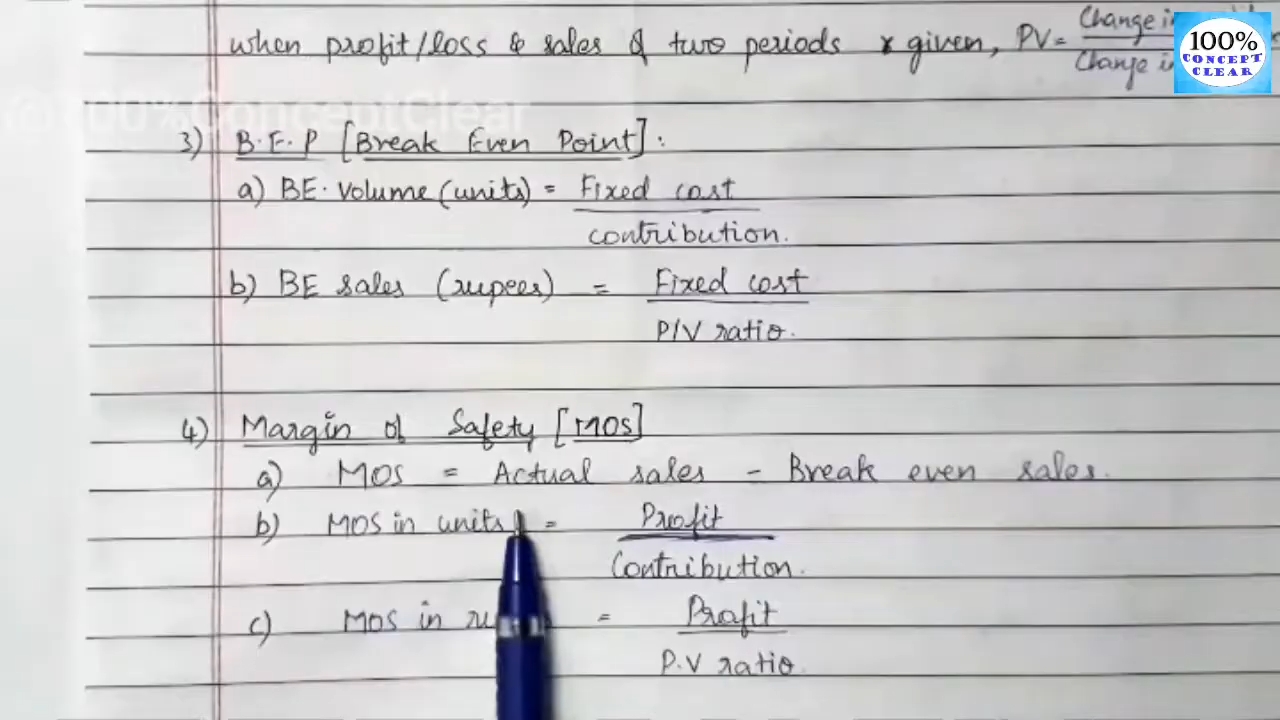 when profit/loss & sales of two periods r given, PV = Change in
Change in
100%
CONCEPT
CLEAR
@100%ConceptClear
3) B.E.P [Break Even Point]:
a) BE. Volume (units) = Fixed cost
contribution.
b) BE sales (rupees) = Fixed cost
P/V ratio.
4) Margin of Safety [MOS]
a) MOS = Actual sales - Break even sales.
b) MOS in units = Profit
Contribution.
c) MOS in = Profit
P.V ratio